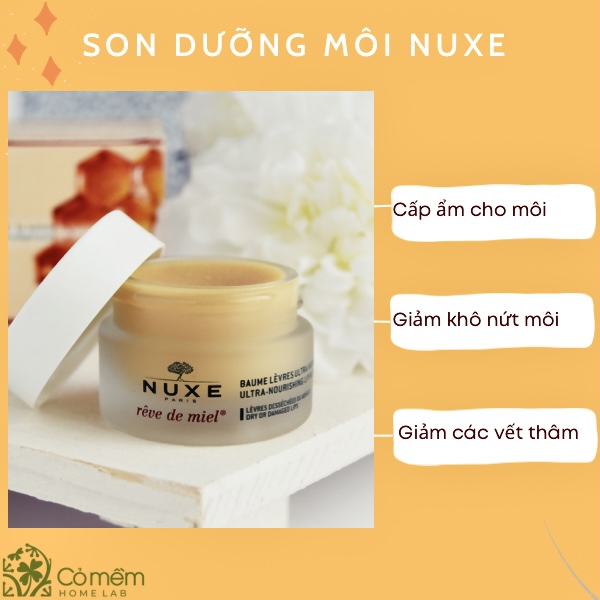 SON DƯỠNG MÔI NUXE
Cấp ẩm cho môi
Giảm khô nứt môi
Giảm các vết thâm
NUXE
PARIS
rêve de miel®
BAUME LÈVRES ULTRA-
ULTRA-NOURISHING
LÈVRES DESSÉCHÉES OU
DRY OR DAMAGED LIPS
Cỏ mềm
HOME LAB